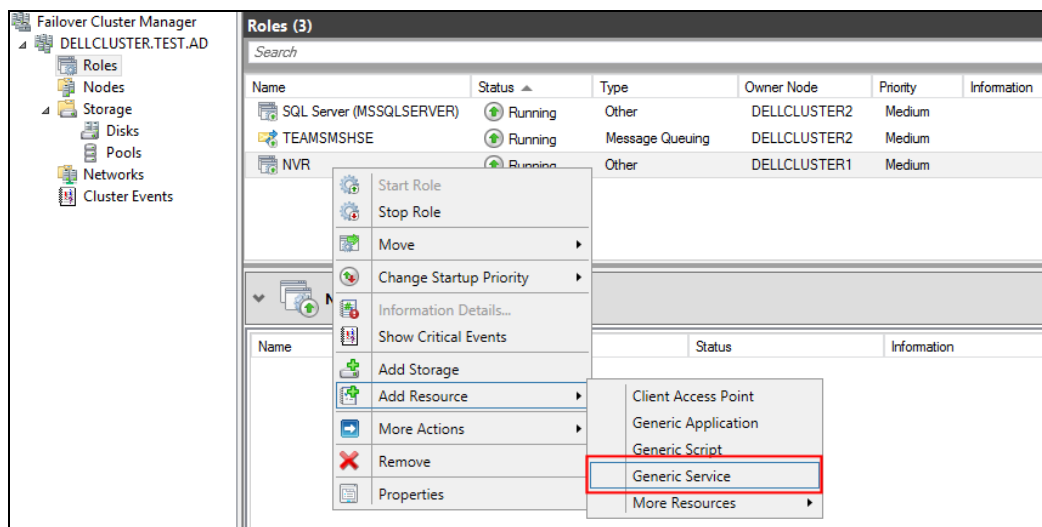 Failover Cluster Manager
DELLCLUSTER.TEST.AD
Roles
Nodes
Storage
Disks
Pools
Networks
Cluster Events
Roles (3)
Search
Name Status Type Owner Node Priority Information
SQL Server (MSSQLSERVER) Running Other DELLCLUSTER2 Medium
TEAMSMSHSE Running Message Queuing DELLCLUSTER2 Medium
NVR Running Other DELLCLUSTER1 Medium
Start Role
Stop Role
Move
Change Startup Priority
Information Details...
Show Critical Events
Add Storage
Add Resource
More Actions
Remove
Properties
Name Status Information
Client Access Point
Generic Application
Generic Script
Generic Service
More Resources